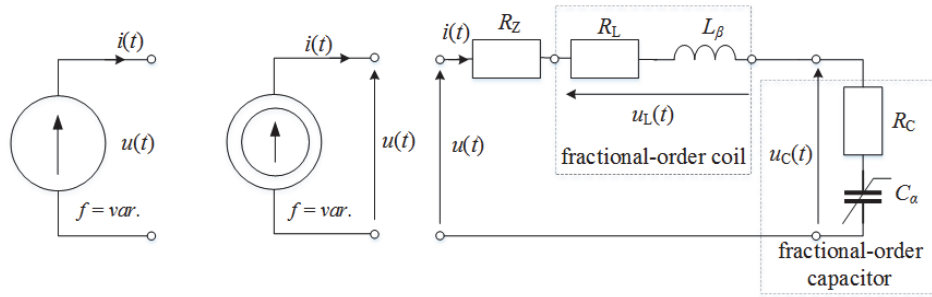 i(t)
u(t)
f = var.
i(t)
u(t)
f = var.
i(t)
R_Z
R_L
L_β
u(t)
u_L(t)
fractional-order coil
u_C(t)
R_C
C_α
fractional-order
capacitor